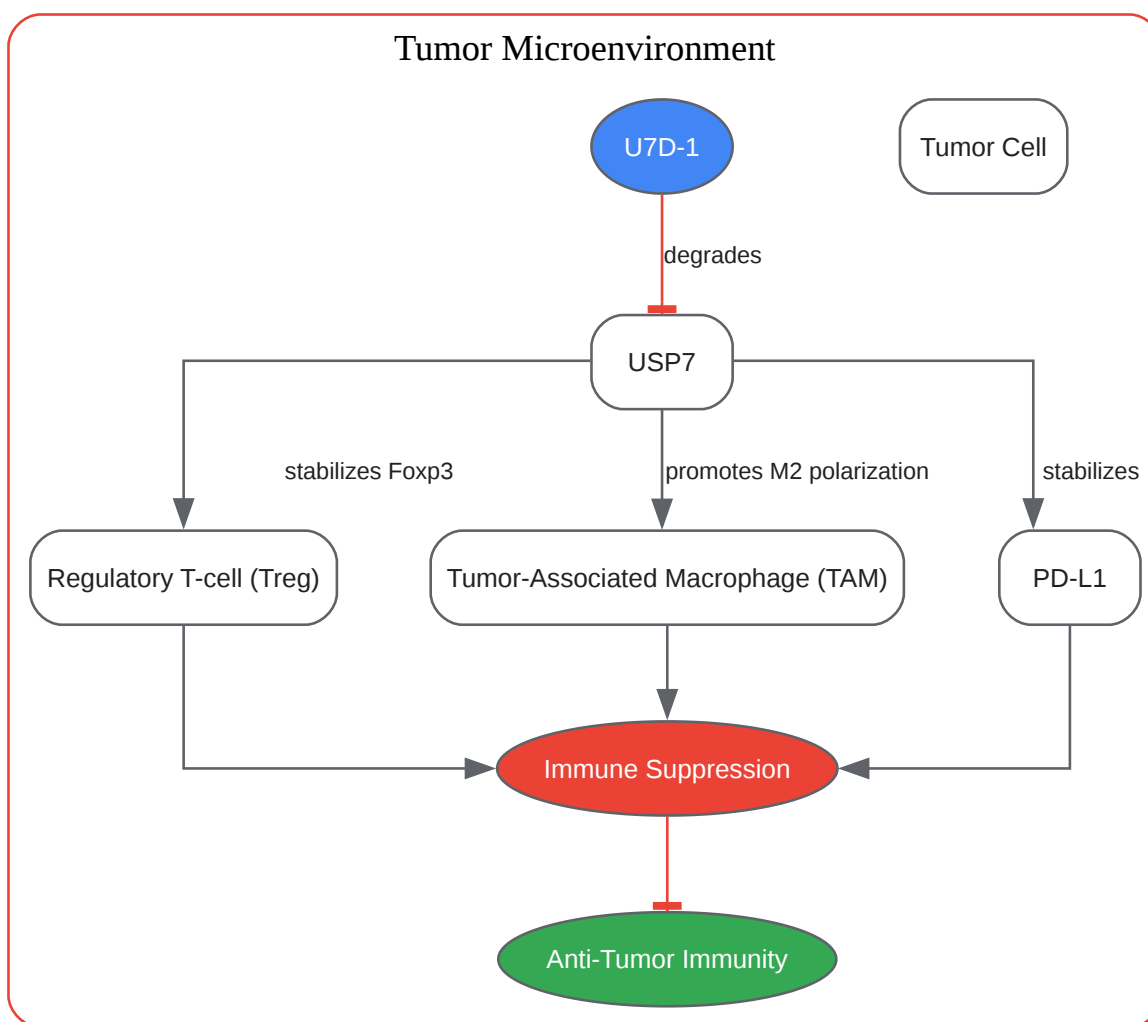 Tumor Microenvironment
U7D-1
Tumor Cell
degrades
USP7
stabilizes Foxp3
promotes M2 polarization
stabilizes
Regulatory T-cell (Treg)
Tumor-Associated Macrophage (TAM)
PD-L1
Immune Suppression
Anti-Tumor Immunity